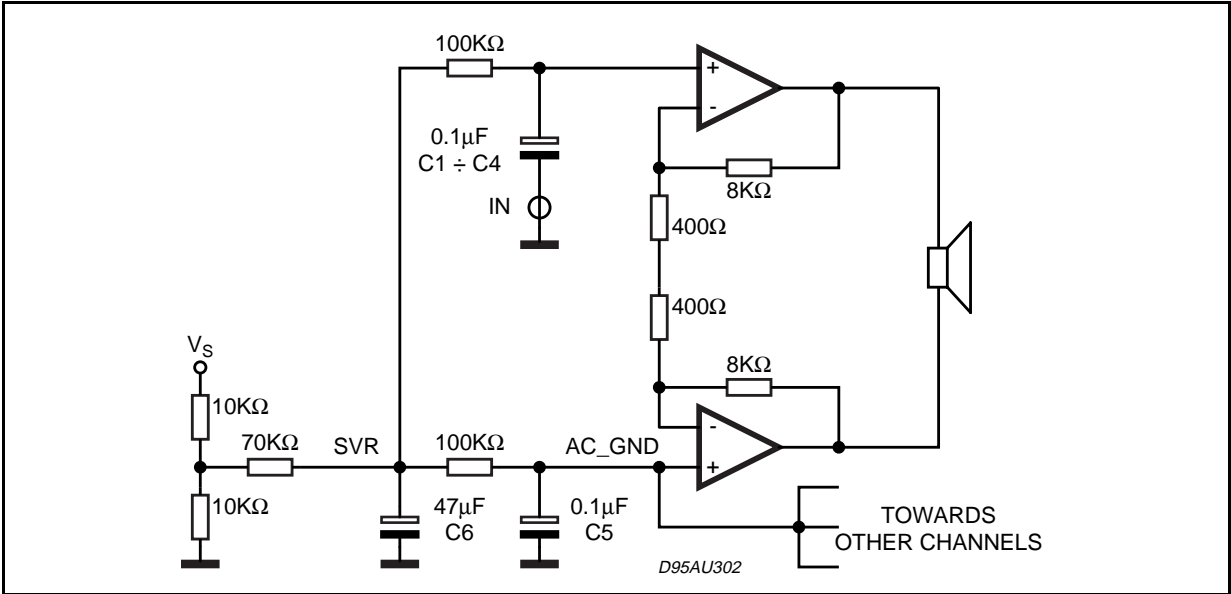 100KΩ
+
-
0.1μF
C1 ÷ C4
8KΩ
IN
400Ω
400Ω
VS
8KΩ
10KΩ
70KΩ
SVR
100KΩ
AC_GND
-
+
10KΩ
47μF
C6
0.1μF
C5
TOWARDS
OTHER CHANNELS
D95AU302